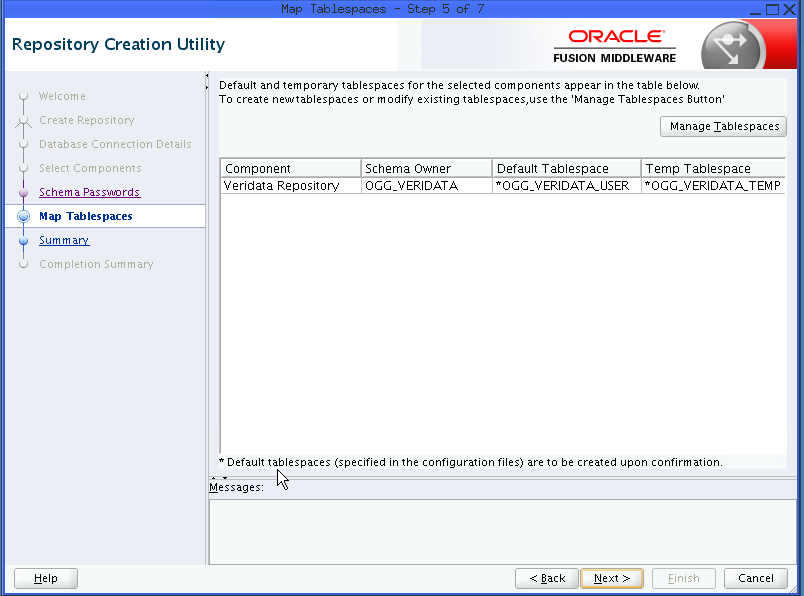 Map Tablespaces - Step 5 of 7
Repository Creation Utility
ORACLE
FUSION MIDDLEWARE
Welcome
Create Repository
Database Connection Details
Select Components
Schema Passwords
Map Tablespaces
Summary
Completion Summary
Default and temporary tablespaces for the selected components appear in the table below.
To create new tablespaces or modify existing tablespaces,use the 'Manage Tablespaces Button'
Manage Tablespaces
Component Schema Owner Default Tablespace Temp Tablespace
Veridata Repository OGG_VERIDATA *OGG_VERIDATA_USER *OGG_VERIDATA_TEMP
* Default tablespaces (specified in the configuration files) are to be created upon confirmation.
Messages:
Help < Back Next > Finish Cancel